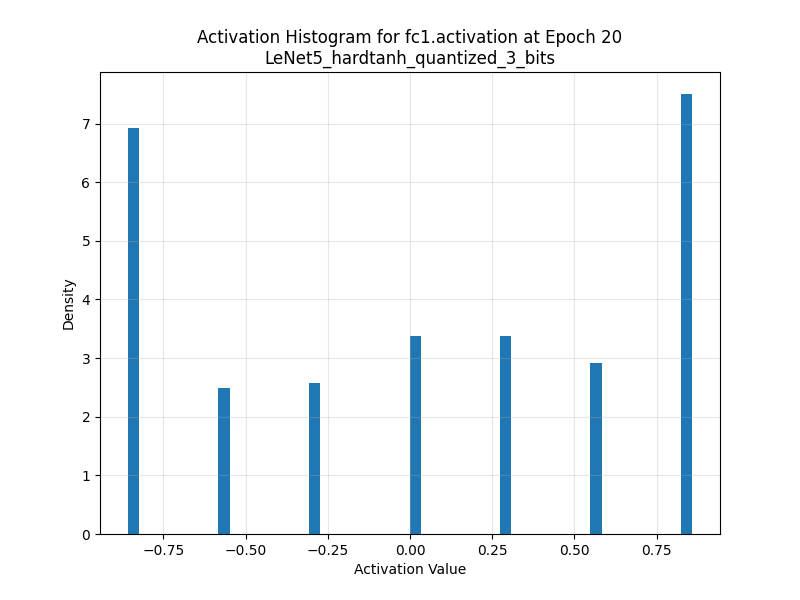 Activation Histogram for fc1.activation at Epoch 20
LeNet5_hardtanh_quantized_3_bits
7
6
5
4
3
2
1
0
Density
−0.75 −0.50 −0.25 0.00 0.25 0.50 0.75
Activation Value